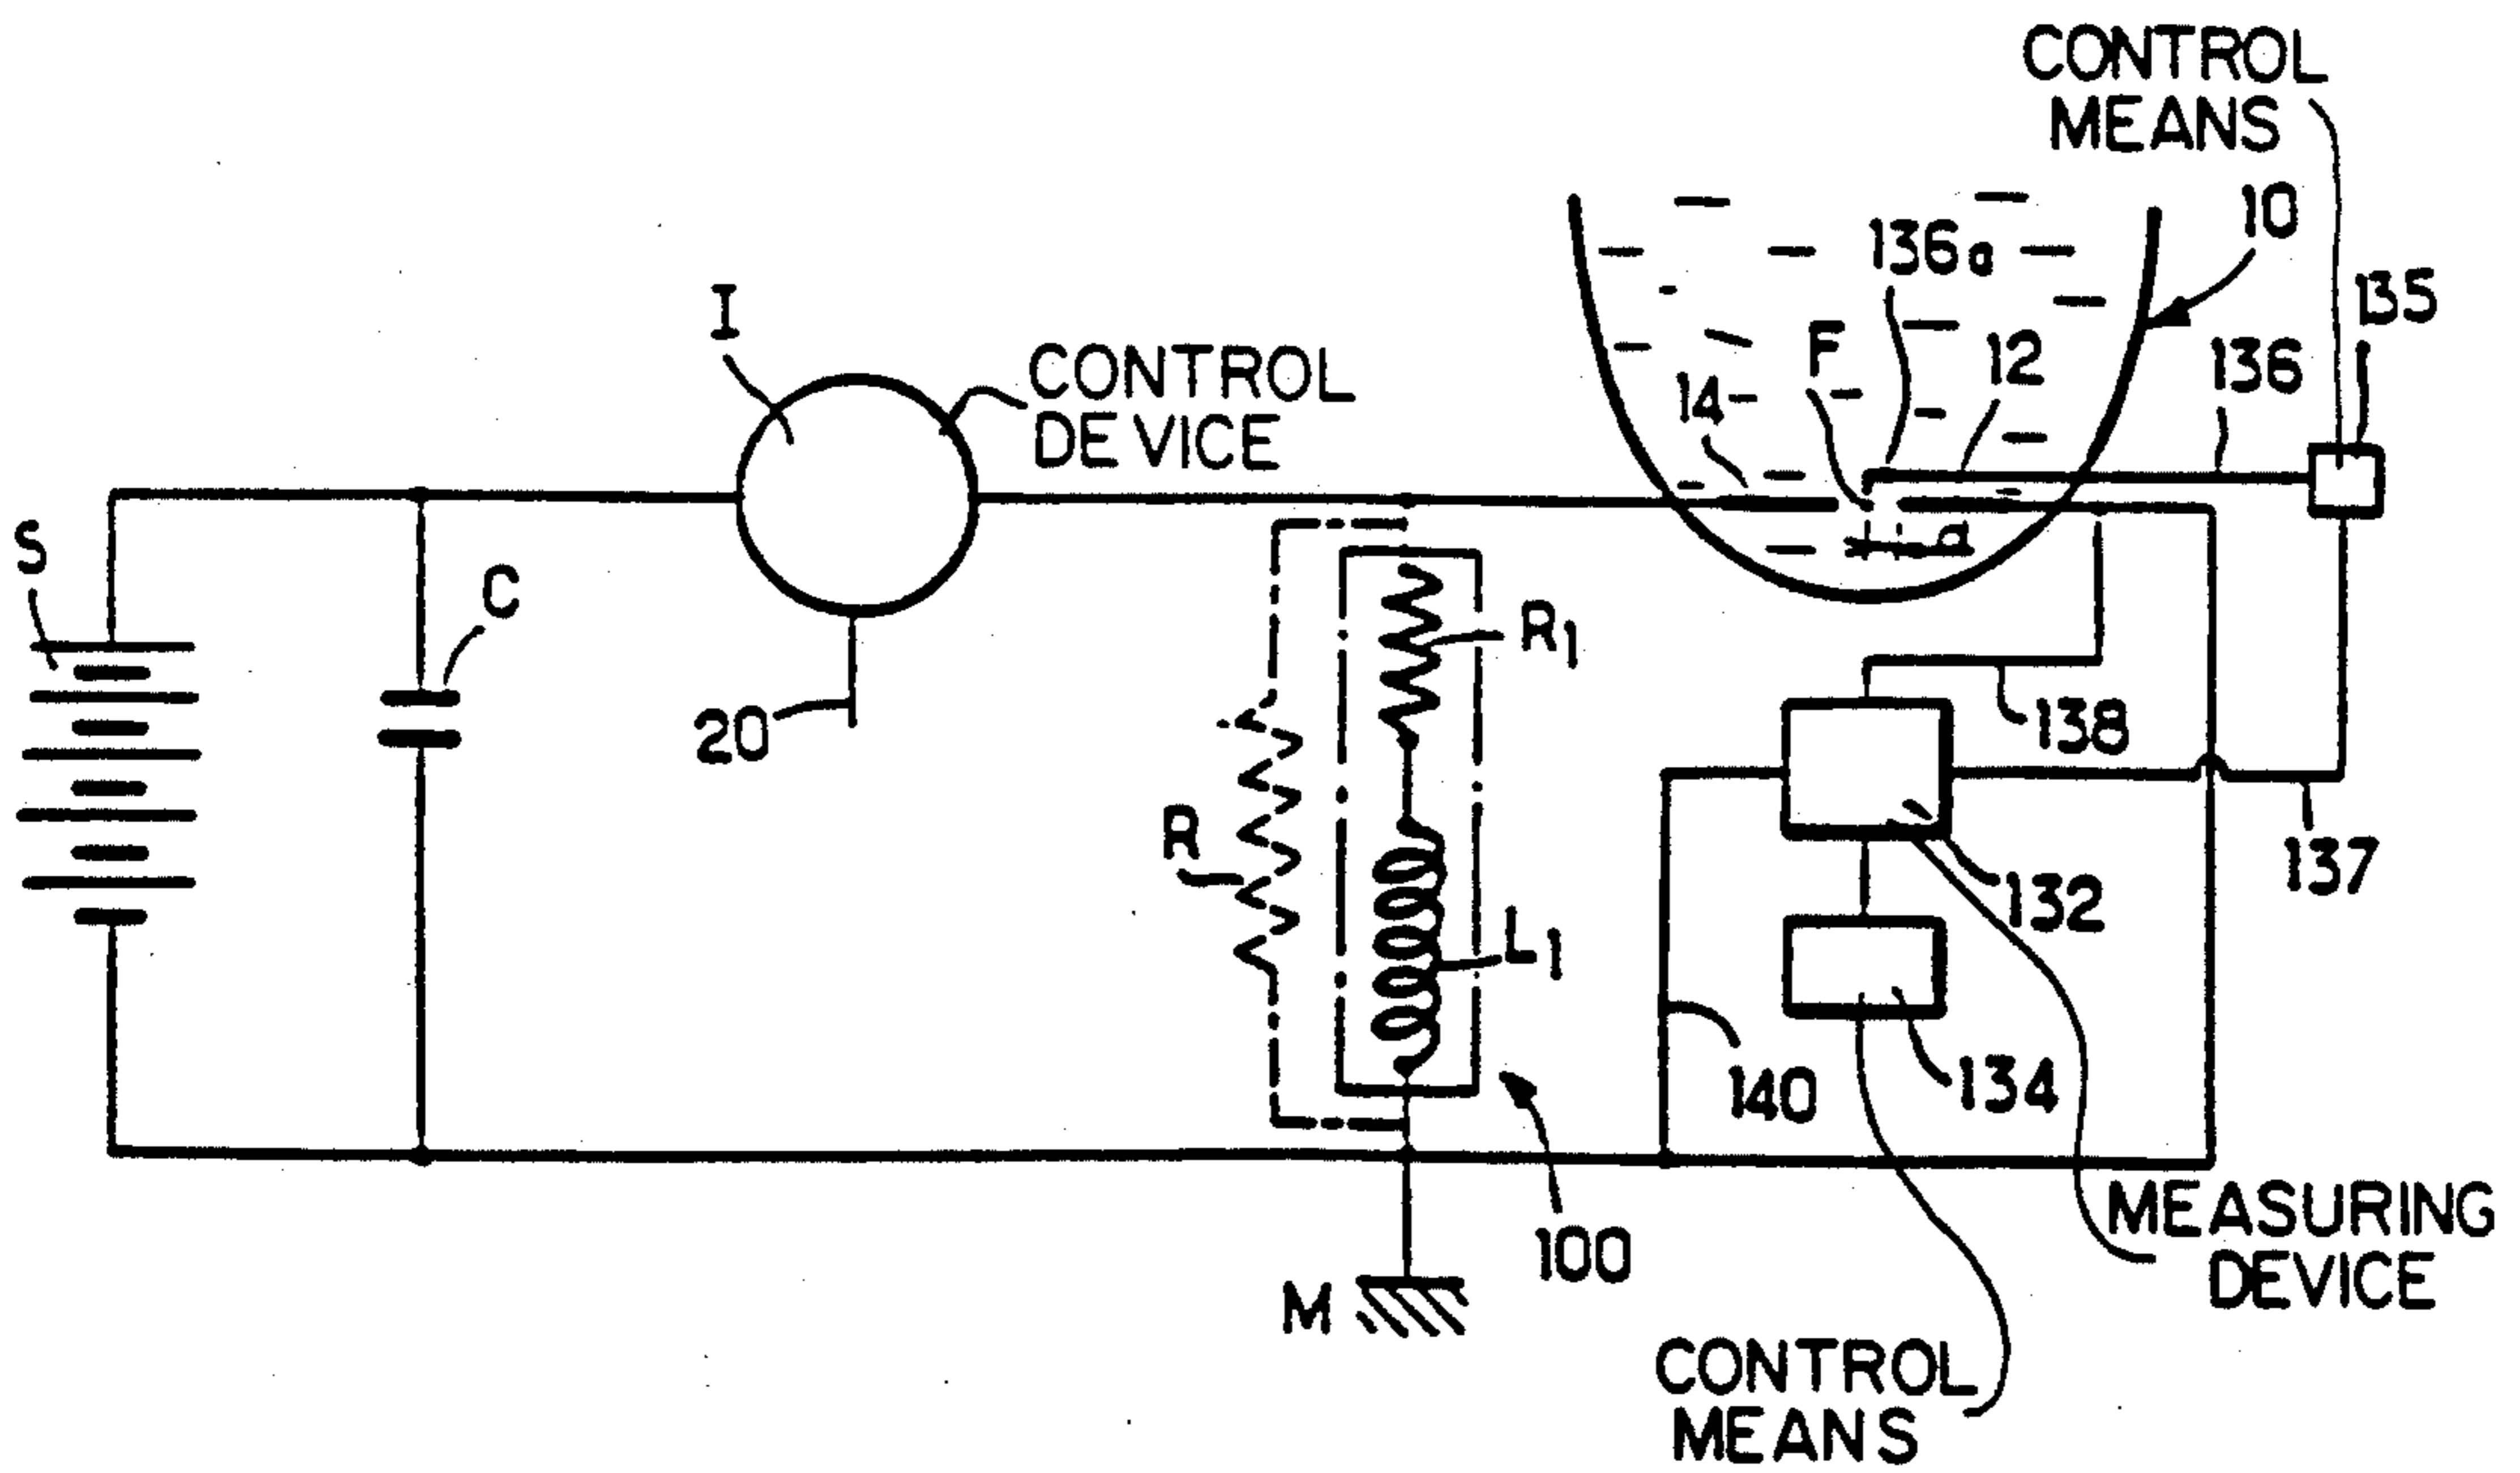 CONTROL
MEANS
10
136a
135
I
F
12
136
CONTROL
DEVICE
14
S
C
d
R1
20
138
R
137
132
L1
140
134
100
MEASURING
DEVICE
M
CONTROL
MEANS